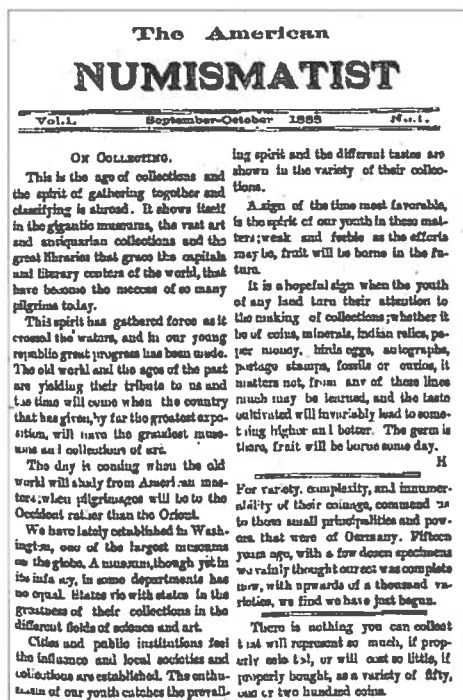 The American
NUMISMATIST
Vol.1. September-October 1888 No.1.
ON COLLECTING.
This is the age of collections and
the spirit of gathering together and
classifying is abroad. It shows itself
in the gigantic museums, the vast art
and antiquarian collections and the
great libraries that grace the capitals
and literary centers of the world, that
have become the meccas of so many
pilgrims today.
This spirit has gathered force as it
crossed the waters, and in our young
republic great progress has been made.
The old world and the ages of the past
are yielding their tribute to us and
the time will come when the country
that has given, by far the greatest expo-
sition, will have the grandest muse-
ums and collections of art.
The day is coming when the old
world will study from American mas-
ters; when pilgrimages will be to the
Occident rather than the Orient.
We have lately established in Wash-
ington, one of the largest museums
on the globe. A museum, though yet in
its infancy, in some departments has
no equal. States vie with states in the
greatness of their collections in the
different fields of science and art.
Cities and public institutions feel
the influence and local societies and
collections are established. The enthu-
siasm of our youth catches the prevail-
ing spirit and the different tastes are
shown in the variety of their collec-
tions.
A sign of the time most favorable,
is the spirit of our youth in these mat-
ters; weak and feeble as the efforts
may be, fruit will be borne in the fu-
ture.
It is a hopeful sign when the youth
of any land turn their attention to
the making of collections; whether it
be of coins, minerals, indian relics, pa-
per money, birds eggs, autographs,
postage stamps, fossils or curios, it
matters not, from any of these lines
much may be learned, and the taste
cultivated will invariably lead to some-
thing higher and better. The germ is
there, fruit will be borne some day.
H
For variety, complexity, and innumer-
ability of their coinage, commend us
to those small principalities and pow-
ers that were of Germany. Fifteen
years ago, with a few dozen specimens
we vainly thought our set was complete
now, with upwards of a thousand va-
rieties, we find we have just begun.
There is nothing you can collect
that will represent so much, if prop-
erly selected, or will cost so little, if
properly bought, as a variety of fifty,
one or two hundred coins.